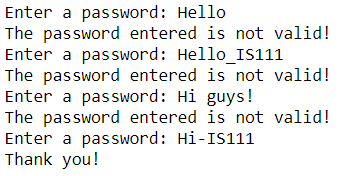 Enter a password: Hello
The password entered is not valid!
Enter a password: Hello_IS111
The password entered is not valid!
Enter a password: Hi guys!
The password entered is not valid!
Enter a password: Hi-IS111
Thank you!